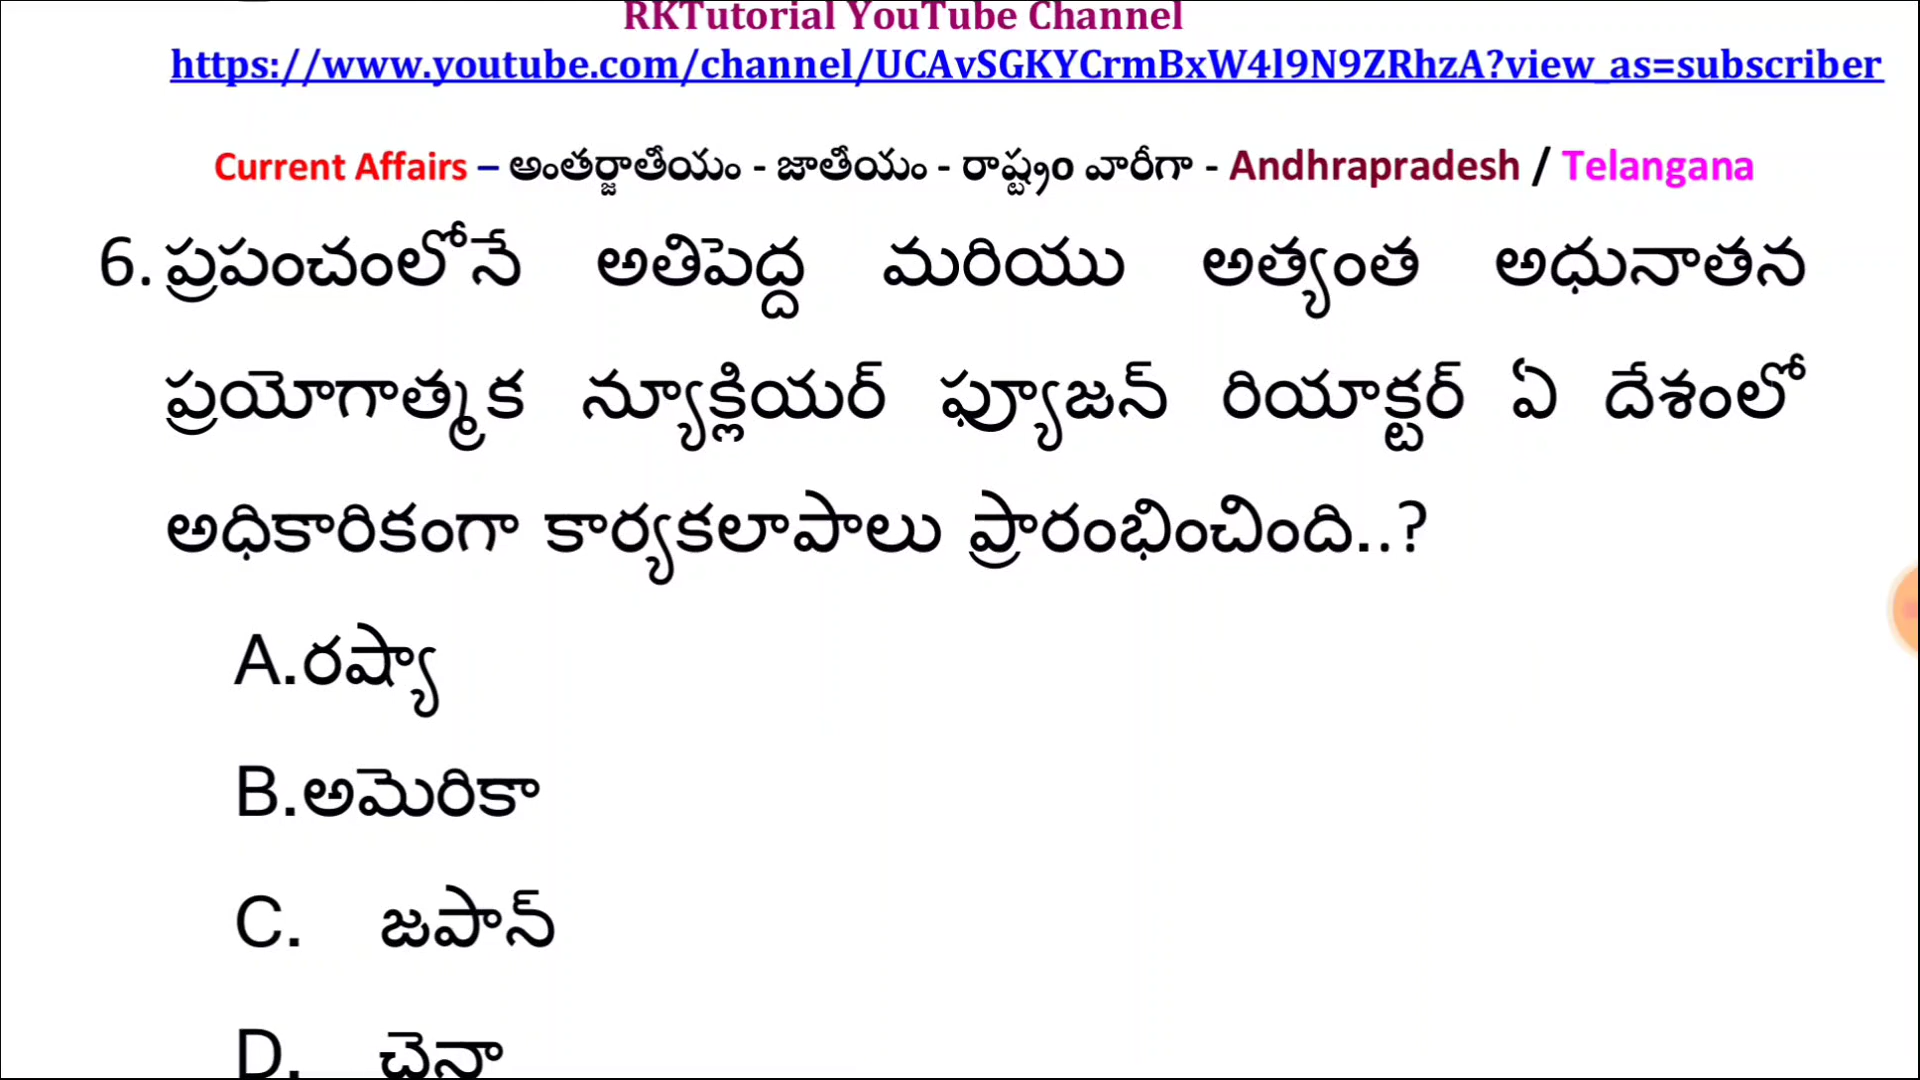 RKTutorial YouTube Channel
https://www.youtube.com/channel/UCAvSGKYCrmBxW4l9N9ZRhzA?view_as=subscriber
Current Affairs – అంతర్జాతీయం - జాతీయం - రాష్ట్రం వారీగా - Andhrapradesh / Telangana
6. ప్రపంచంలోనే అతిపెద్ద మరియు అత్యంత అధునాతన
ప్రయోగాత్మక న్యూక్లియర్ ఫ్యూజన్ రియాక్టర్ ఏ దేశంలో
అధికారికంగా కార్యకలాపాలు ప్రారంభించింది..?
A.రష్యా
B.అమెరికా
C. జపాన్
D. చైనా